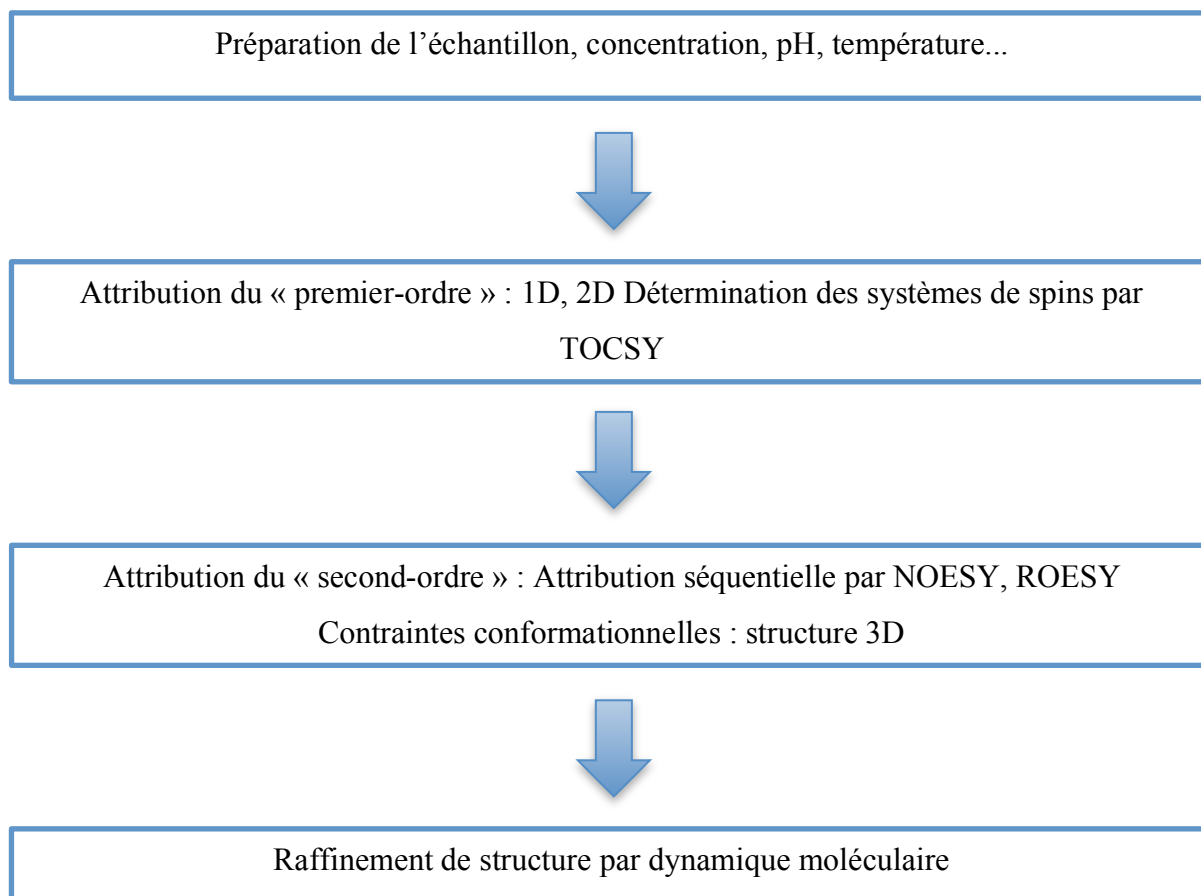 Préparation de l’échantillon, concentration, pH, température...
Attribution du « premier-ordre » : 1D, 2D Détermination des systèmes de spins par
TOCSY
Attribution du « second-ordre » : Attribution séquentielle par NOESY, ROESY
Contraintes conformationnelles : structure 3D
Raffinement de structure par dynamique moléculaire